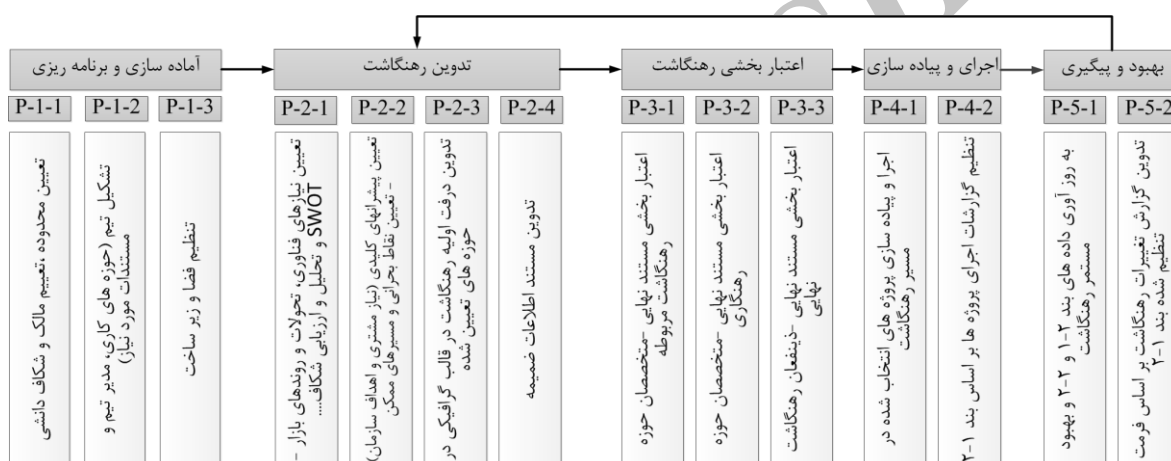 آماده سازی و برنامه ریزی
P-1-1
تعیین محدوده ،تعییم مالک و شکاف دانشی
P-1-2
تشکیل تیم (حوزه های کاری، مدیر تیم و
مستندات مورد نیاز)
P-1-3
تنظیم فضا و زیر ساخت
تدوین رهنگاشت
P-2-1
تعیین نیازهای فناوری، تحولات و روندهای بازار -
SWOT و تحلیل و ارزیابی شکاف....
P-2-2
تعیین پیشرانهای کلیدی (نیاز مشتری و اهداف سازمان)
- تعیین نقاط بحرانی و مسیرهای ممکن
P-2-3
تدوین درفت اولیه رهنگاشت در قالب گرافیکی در
حوزه های تعیین شده
P-2-4
تدوین مستند اطلاعات ضمیمه
اعتبار بخشی رهنگاشت
P-3-1
اعتبار بخشی مستند نهایی -متخصصان حوزه
رهنگاشت مربوطه
P-3-2
اعتبار بخشی مستند نهایی -متخصصان حوزه
رهنگاری
P-3-3
اعتبار بخشی مستند نهایی -ذینفعان رهنگاشت
نهایی
اجرای و پیاده سازی
P-4-1
اجرا و پیاده سازی پروژه های انتخاب شده در
مسیر رهنگاشت
P-4-2
تنظیم گزارشات اجرای پروژه ها بر اساس بند ۱-۲
بهبود و پیگیری
P-5-1
به روز آوری داده های بند ۲-۱ و ۲-۲ و بهبود
مستمر رهنگاشت
P-5-2
تدوین گزارش تغییرات رهنگاشت بر اساس فرمت
تنظیم شده بند ۱-۲